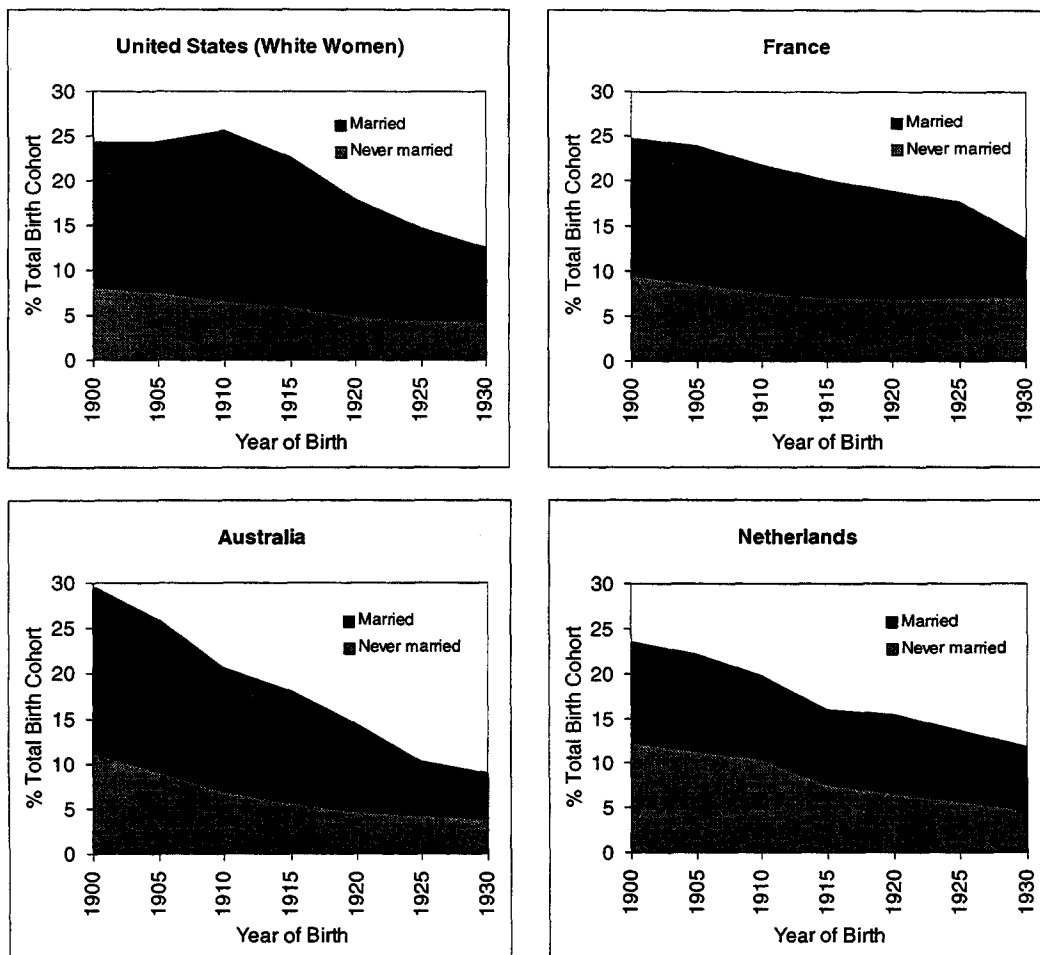 United States (White Women)
30
25
20
15
10
5
0
% Total Birth Cohort
Married
Never married
1900
1905
1910
1915
1920
1925
1930
Year of Birth
France
30
25
20
15
10
5
0
% Total Birth Cohort
Married
Never married
1900
1905
1910
1915
1920
1925
1930
Year of Birth
Australia
30
25
20
15
10
5
0
% Total Birth Cohort
Married
Never married
1900
1905
1910
1915
1920
1925
1930
Year of Birth
Netherlands
30
25
20
15
10
5
0
% Total Birth Cohort
Married
Never married
1900
1905
1910
1915
1920
1925
1930
Year of Birth